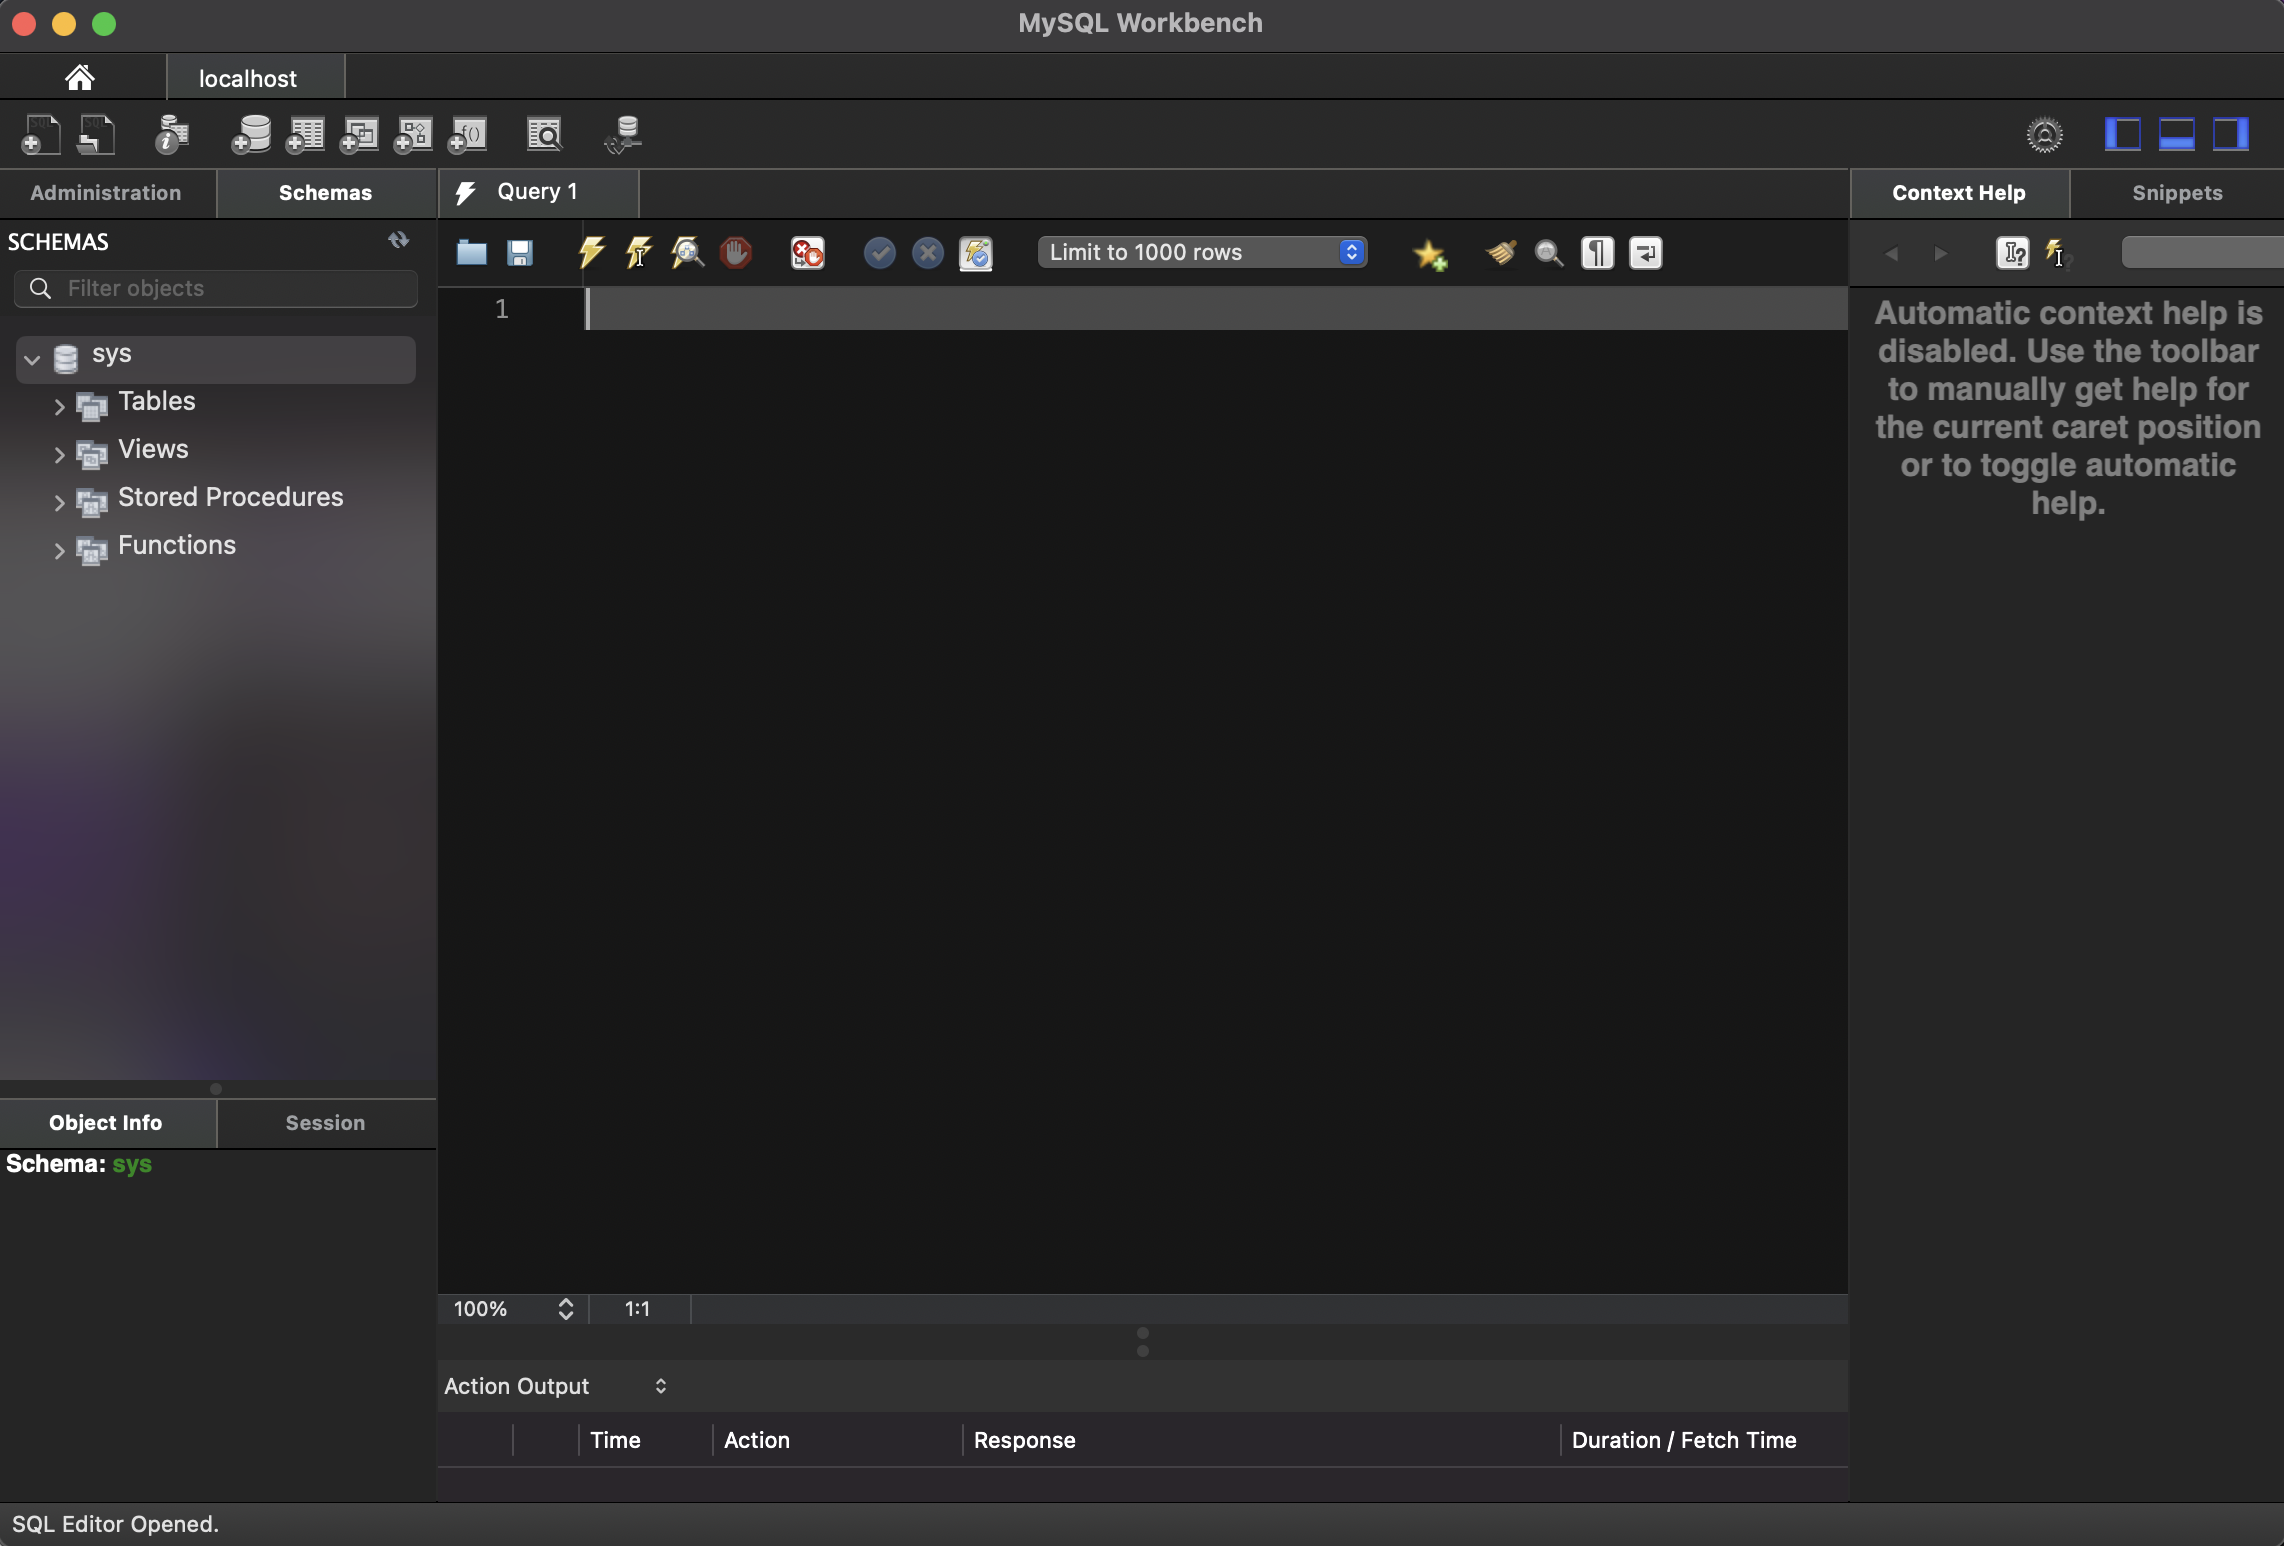 MySQL Workbench
localhost
Administration
Schemas
Query 1
Context Help
Snippets
SCHEMAS
Limit to 1000 rows
Filter objects
1
sys
Tables
Views
Stored Procedures
Functions
Automatic context help is
disabled. Use the toolbar
to manually get help for
the current caret position
or to toggle automatic
help.
Object Info
Session
Schema: sys
100%
1:1
Action Output
Time
Action
Response
Duration / Fetch Time
SQL Editor Opened.